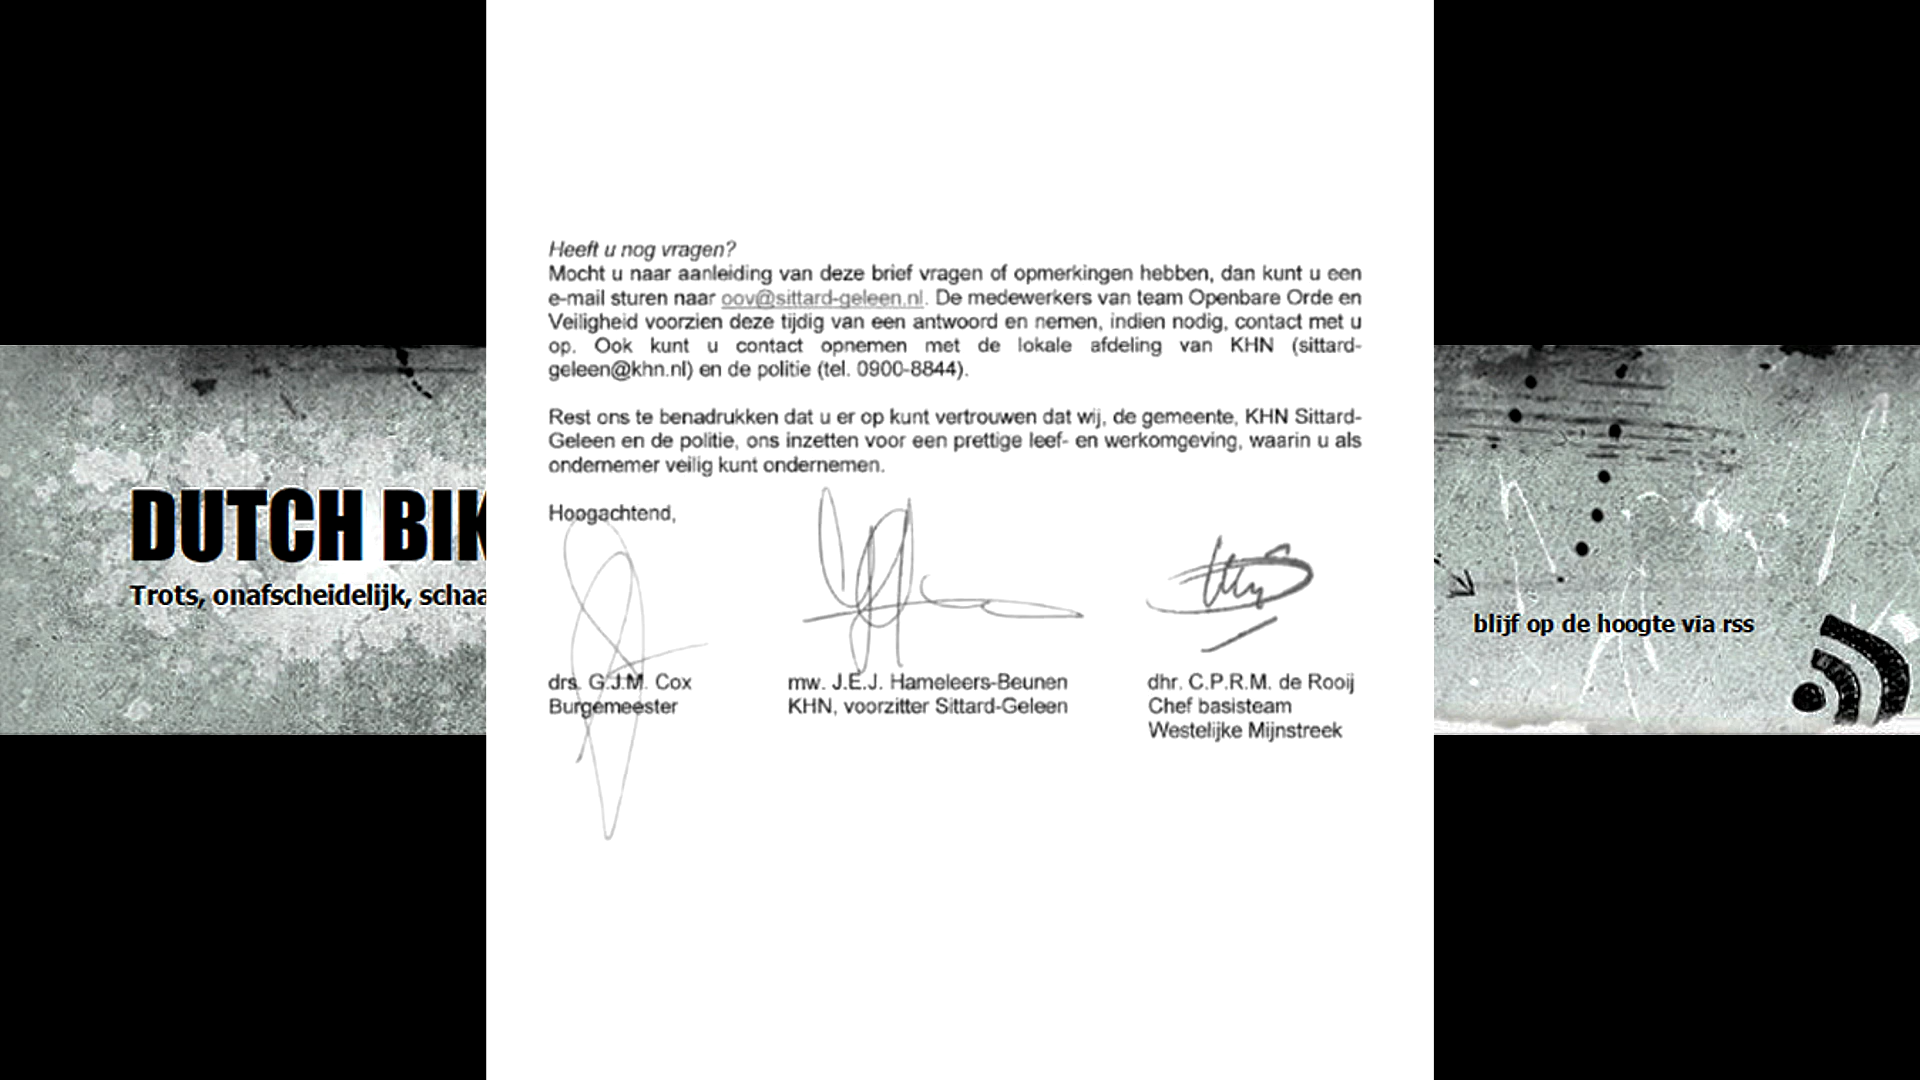 Heeft u nog vragen?
Mocht u naar aanleiding van deze brief vragen of opmerkingen hebben, dan kunt u een
e-mail sturen naar oov@sittard-geleen.nl. De medewerkers van team Openbare Orde en
Veiligheid voorzien deze tijdig van een antwoord en nemen, indien nodig, contact met u
op. Ook kunt u contact opnemen met de lokale afdeling van KHN (sittard-
geleen@khn.nl) en de politie (tel. 0900-8844).
Rest ons te benadrukken dat u er op kunt vertrouwen dat wij, de gemeente, KHN Sittard-
Geleen en de politie, ons inzetten voor een prettige leef- en werkomgeving, waarin u als
ondernemer veilig kunt ondernemen.
Hoogachtend,
drs. G.J.M. Cox
Burgemeester
mw. J.E.J. Hameleers-Beunen
KHN, voorzitter Sittard-Geleen
dhr. C.P.R.M. de Rooij
Chef basisteam
Westelijke Mijnstreek
DUTCH BIK
Trots, onafscheidelijk, schaa
blijf op de hoogte via rss